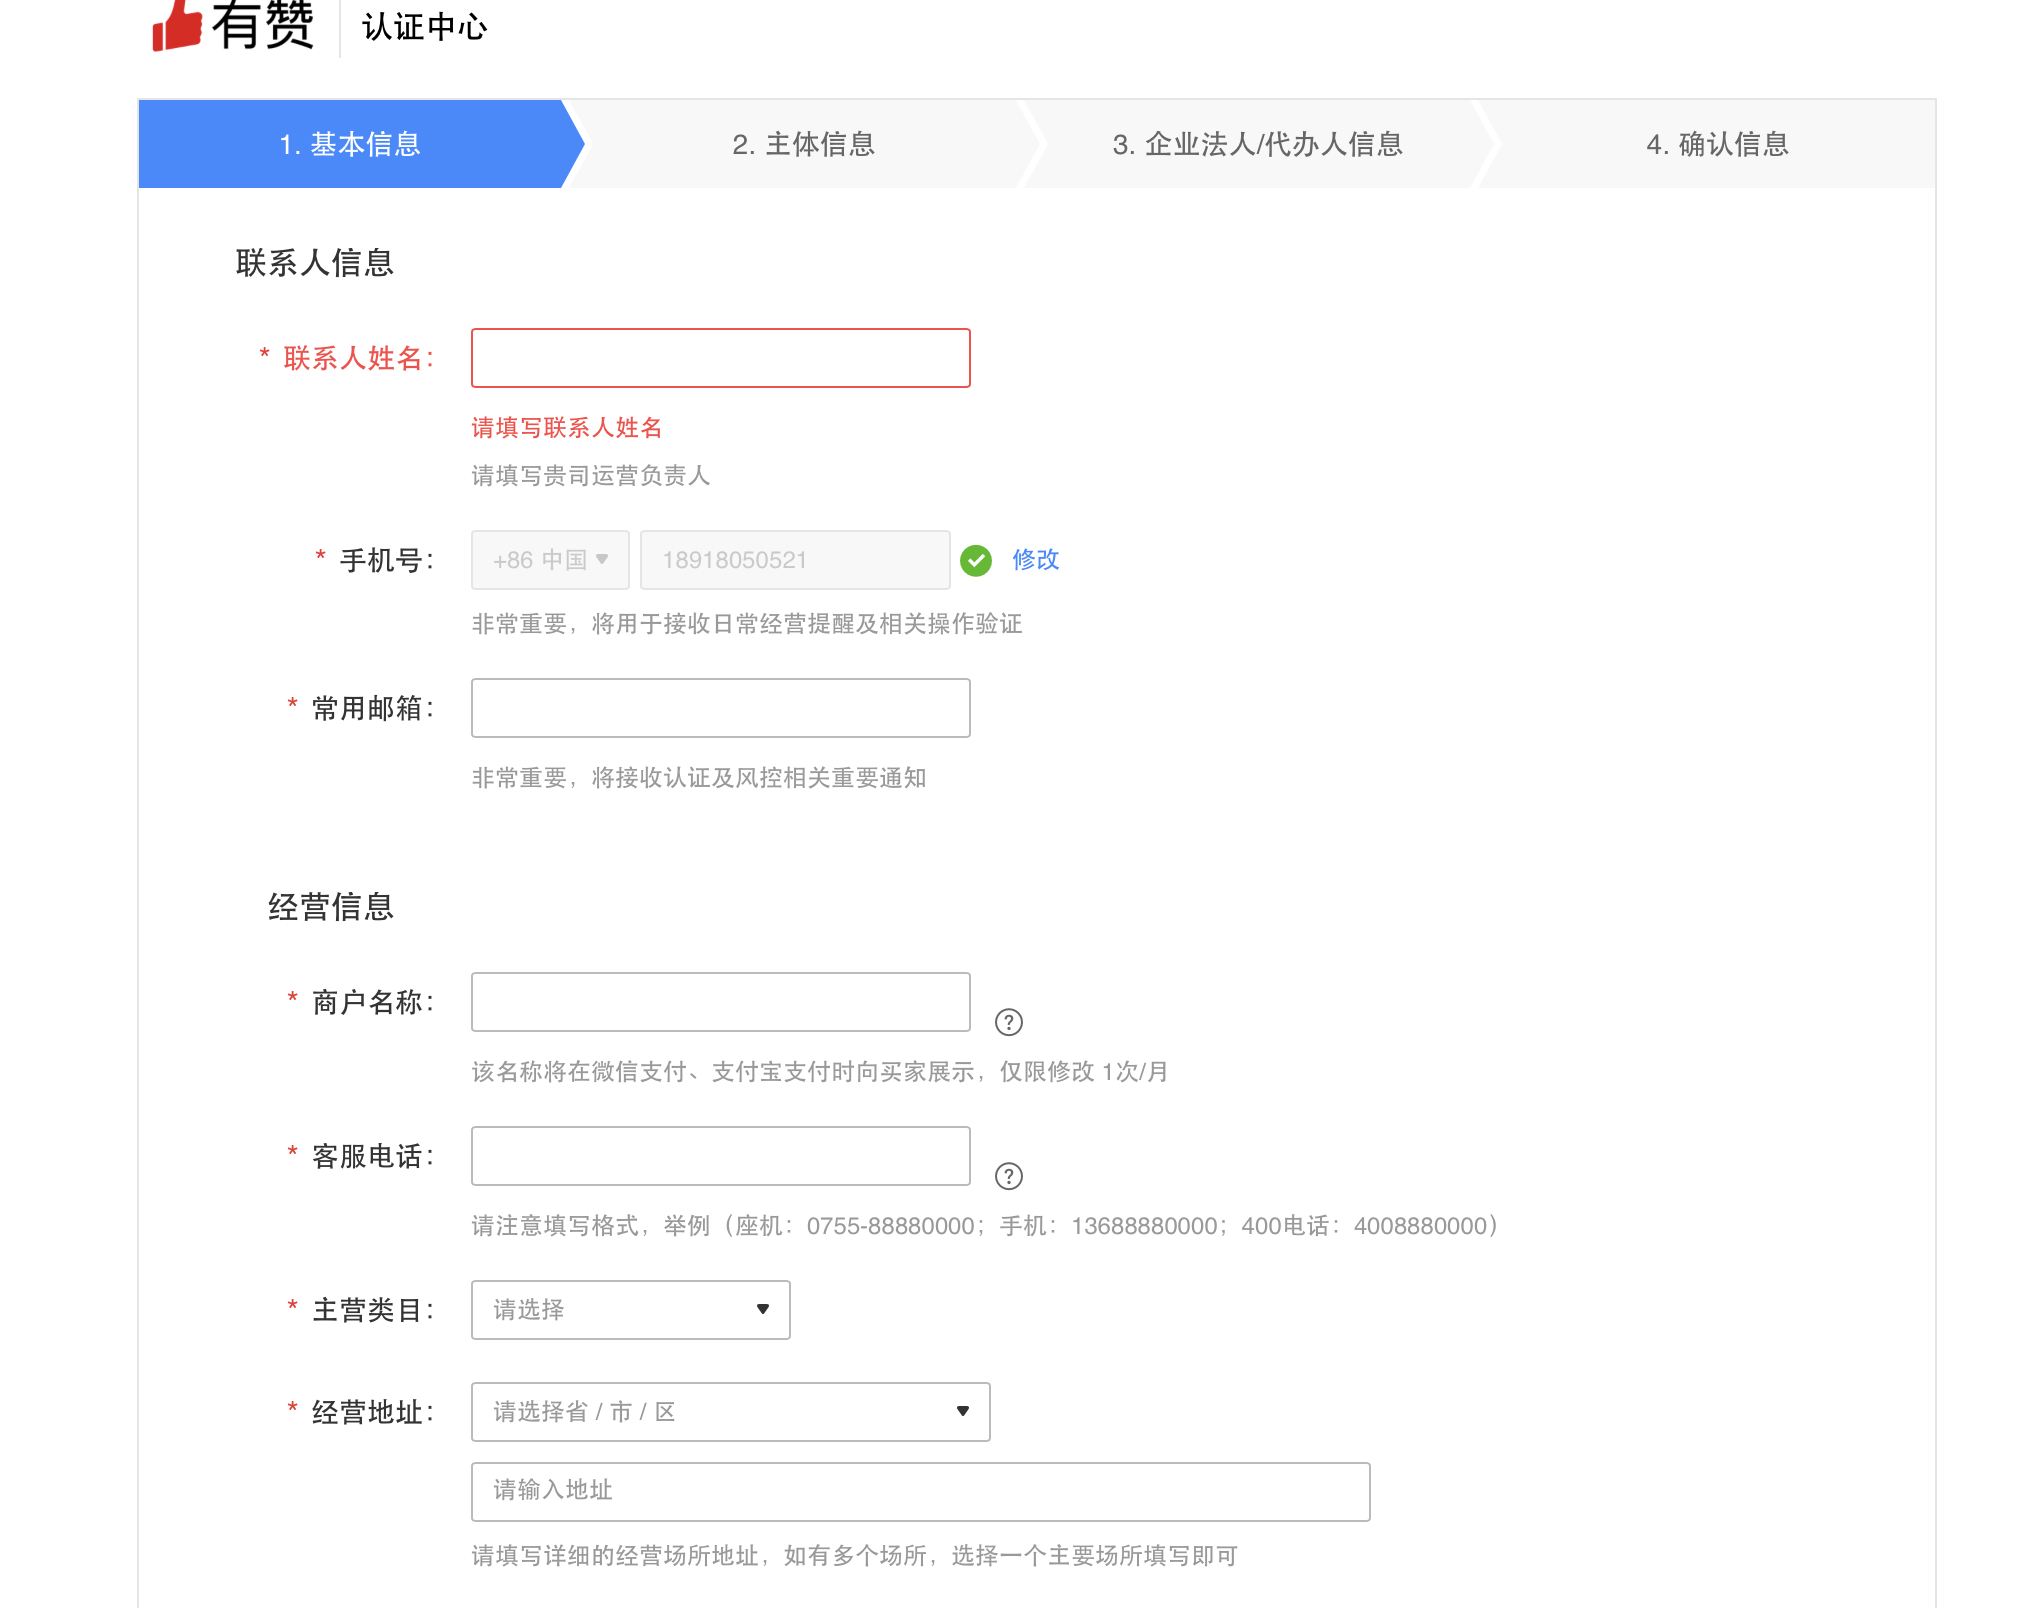 有赞 认证中心
1. 基本信息 2. 主体信息 3. 企业法人/代办人信息 4. 确认信息
联系人信息
* 联系人姓名：
请填写联系人姓名
请填写贵司运营负责人
* 手机号： +86 中国 18918050521 修改
非常重要，将用于接收日常经营提醒及相关操作验证
* 常用邮箱：
非常重要，将接收认证及风控相关重要通知
经营信息
* 商户名称： ?
该名称将在微信支付、支付宝支付时向买家展示，仅限修改 1次/月
* 客服电话： ?
请注意填写格式，举例（座机：0755-88880000；手机：13688880000；400电话：4008880000）
* 主营类目： 请选择
* 经营地址： 请选择省 / 市 / 区
请输入地址
请填写详细的经营场所地址，如有多个场所，选择一个主要场所填写即可